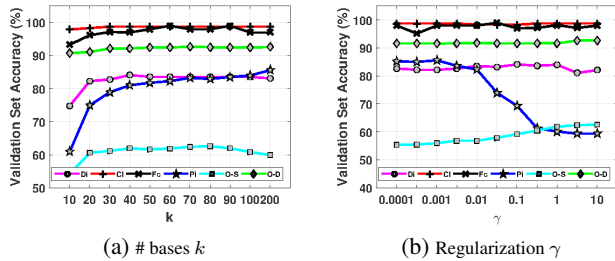 Validation Set Accuracy (%)
100
90
80
70
60
50
10 20 30 40 50 60 70 80 90 100 200
Di Cl Fc Pi O-S O-D
k
(a) # bases k
Validation Set Accuracy (%)
100
90
80
70
60
50
40
0.0001 0.001 0.01 0.1 1 10
Di Cl Fc Pi O-S O-D
γ
(b) Regularization γ